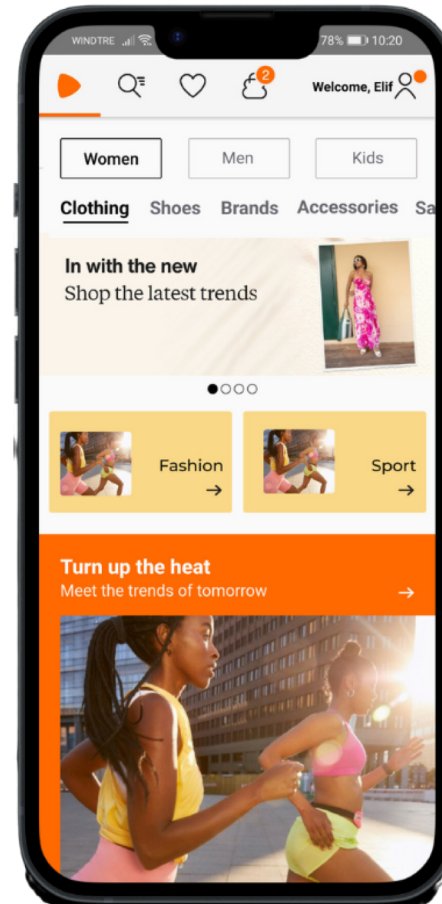 WINDTRE
78% 10:20
2
Welcome, Elif
Women Men Kids
Clothing Shoes Brands Accessories Sa
In with the new
Shop the latest trends
Fashion Sport
Turn up the heat
Meet the trends of tomorrow